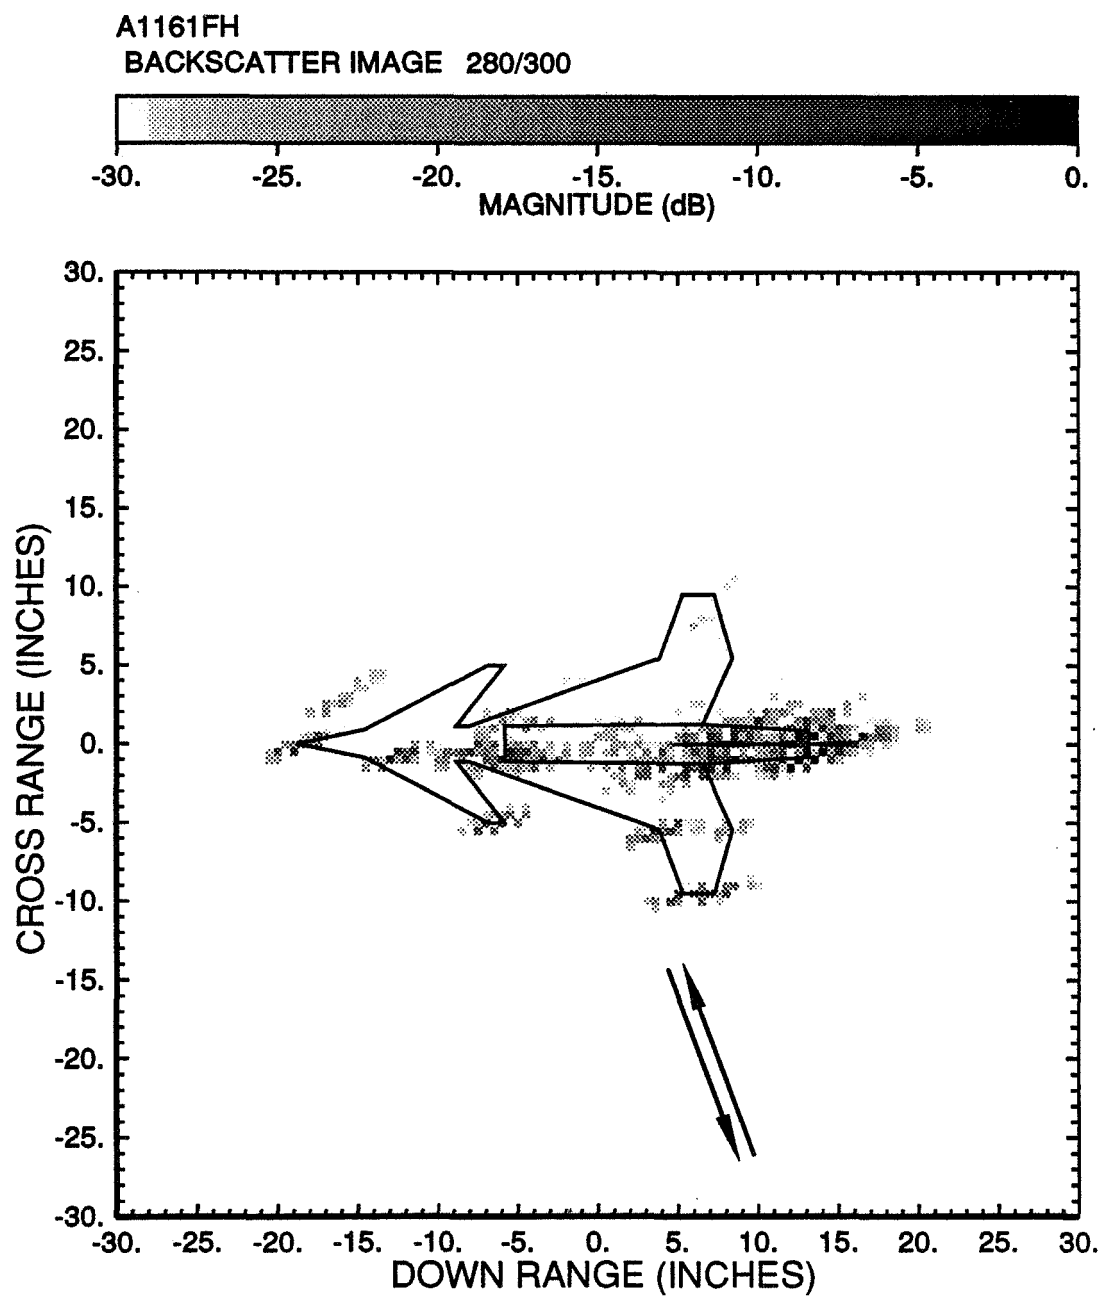 A1161FH
BACKSCATTER IMAGE 280/300
-30. -25. -20. -15. -10. -5. 0.
MAGNITUDE (dB)
30.
25.
20.
15.
10.
5.
0.
-5.
-10.
-15.
-20.
-25.
-30.
CROSS RANGE (INCHES)
-30. -25. -20. -15. -10. -5. 0. 5. 10. 15. 20. 25. 30.
DOWN RANGE (INCHES)